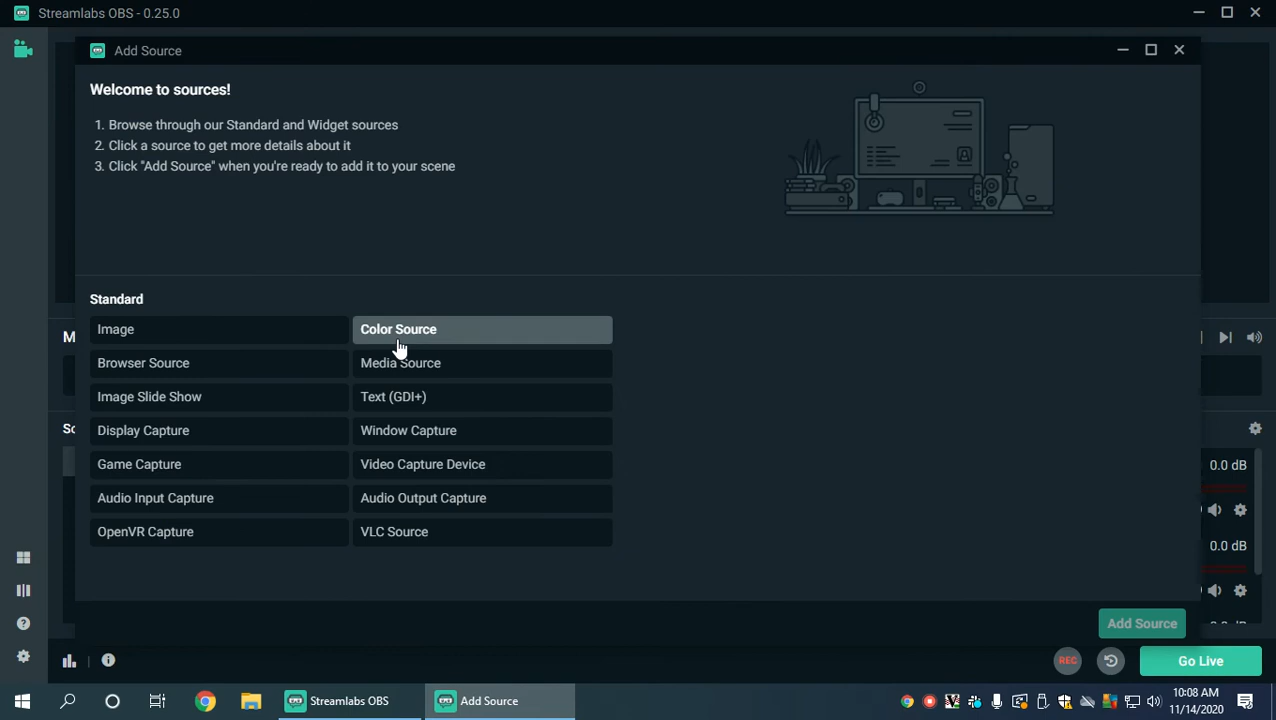 Streamlabs OBS - 0.25.0
Add Source
Welcome to sources!
1. Browse through our Standard and Widget sources
2. Click a source to get more details about it
3. Click "Add Source" when you're ready to add it to your scene
Standard
Image
Color Source
Browser Source
Media Source
Image Slide Show
Text (GDI+)
Display Capture
Window Capture
Game Capture
Video Capture Device
Audio Input Capture
Audio Output Capture
OpenVR Capture
VLC Source
M
Sc
0.0 dB
0.0 dB
Add Source
REC
Go Live
Streamlabs OBS
Add Source
10:08 AM
11/14/2020